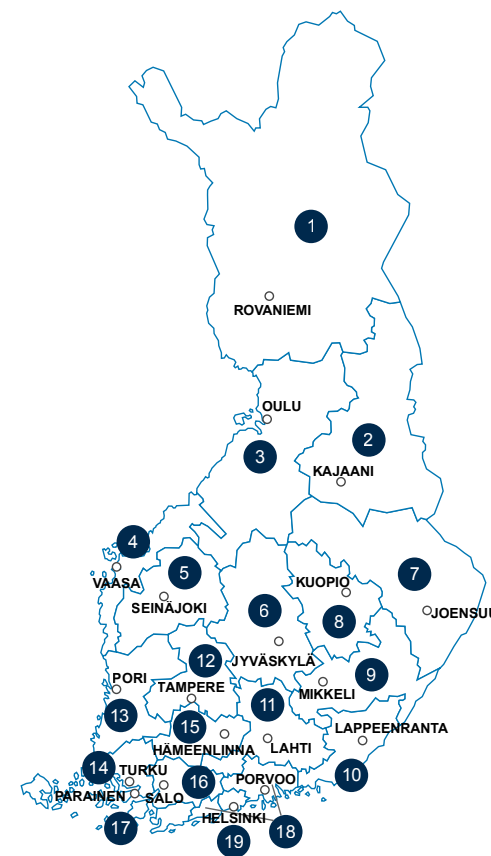 1
ROVANIEMI
OULU
2
3
KAJAANI
4
VAASA
5
7
KUOPIO
SEINÄJOKI
6
JOENSUU
8
12
JYVÄSKYLÄ
9
PORI
TAMPERE
MIKKELI
11
13
15
LAPPEENRANTA
HÄMEENLINNA
LAHTI
14
10
TURKU
16
PORVOO
PARAINEN
SALO
HELSINKI
17
18
19